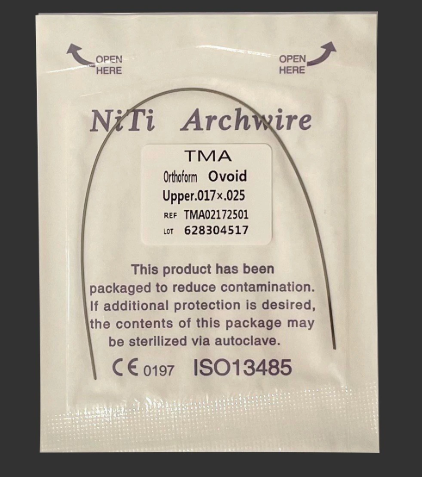 OPEN HERE
OPEN HERE
NiTi Archwire
TMA
Orthoform Ovoid
Upper.017×.025
REF TMA02172501
LOT 628304517
This product has been
packaged to reduce contamination.
If additional protection is desired,
the contents of this package may
be sterilized via autoclave.
CE 0197 ISO13485